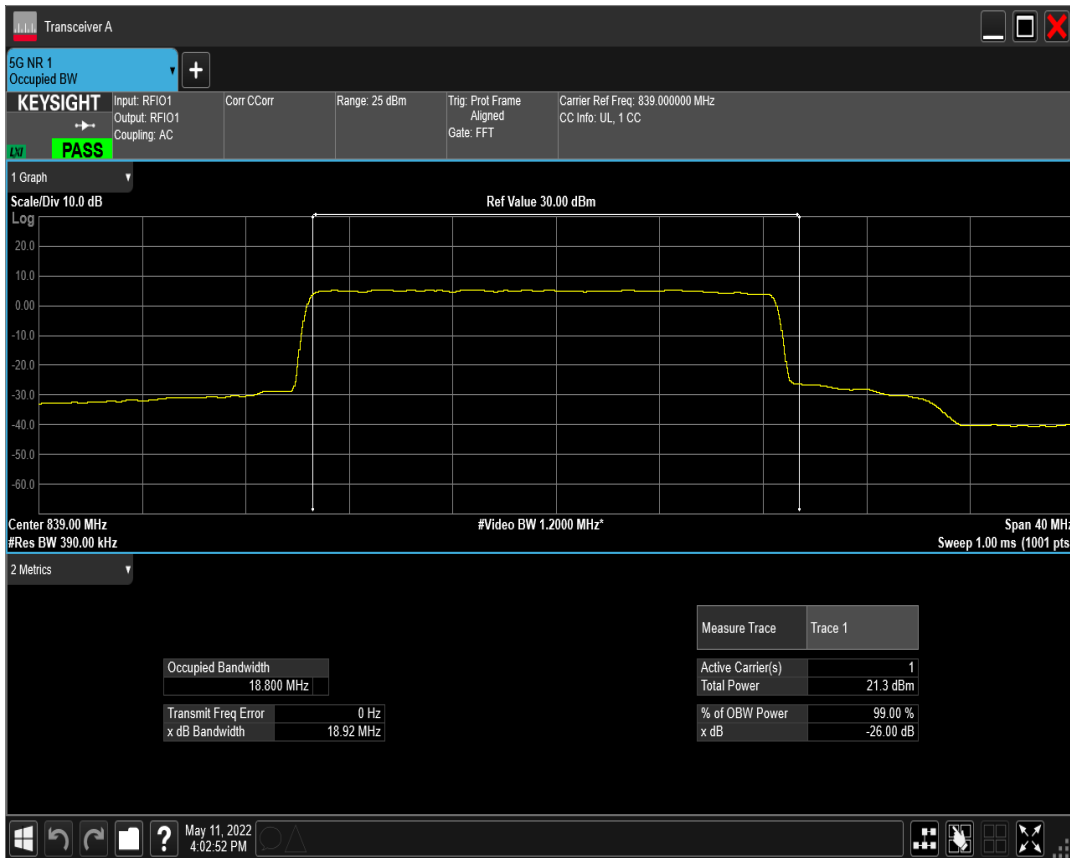 Transceiver A
5G NR 1
Occupied BW
KEYSIGHT
LXI
PASS
Input: RFIO1
Output: RFIO1
Coupling: AC
Corr CCorr
Range: 25 dBm
Trig: Prot Frame
Aligned
Gate: FFT
Carrier Ref Freq: 839.000000 MHz
CC Info: UL, 1 CC
1 Graph
Scale/Div 10.0 dB
Ref Value 30.00 dBm
Log
20.0
10.0
0.00
-10.0
-20.0
-30.0
-40.0
-50.0
-60.0
Center 839.00 MHz
#Video BW 1.2000 MHz*
Span 40 MHz
#Res BW 390.00 kHz
Sweep 1.00 ms (1001 pts
2 Metrics
Measure Trace Trace 1
Occupied Bandwidth
18.800 MHz
Active Carrier(s) 1
Total Power 21.3 dBm
Transmit Freq Error 0 Hz
x dB Bandwidth 18.92 MHz
% of OBW Power 99.00 %
x dB -26.00 dB
?
May 11, 2022
4:02:52 PM